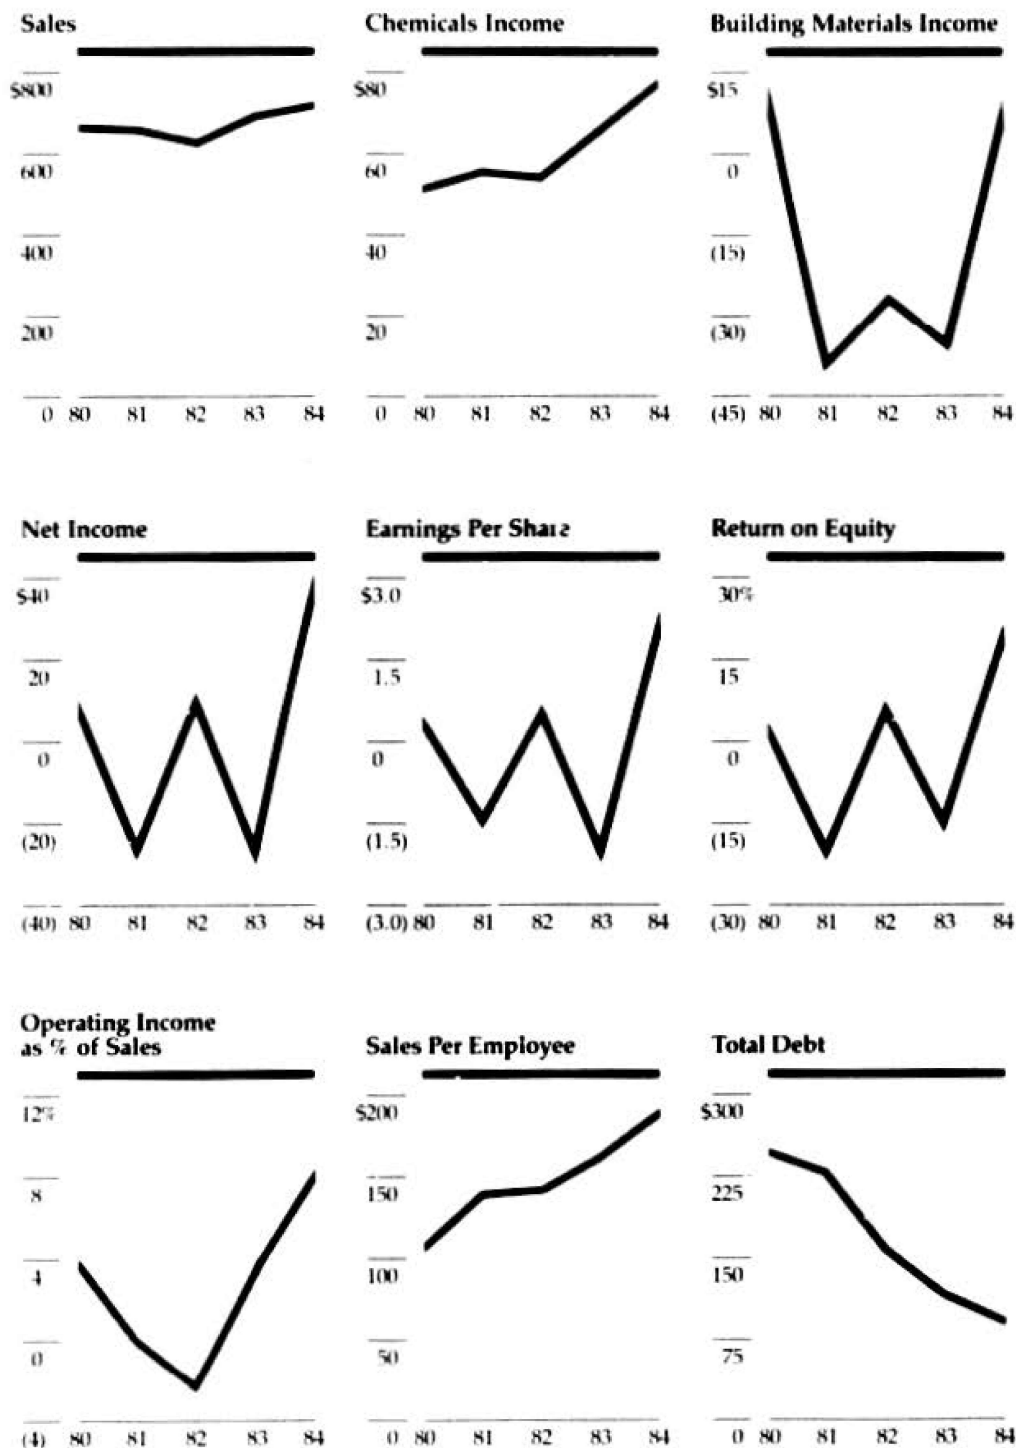 Sales
$800
600
400
200
0 80 81 82 83 84
Chemicals Income
$80
60
40
20
0 80 81 82 83 84
Building Materials Income
$15
0
(15)
(30)
(45) 80 81 82 83 84
Net Income
$40
20
0
(20)
(40) 80 81 82 83 84
Earnings Per Share
$3.0
1.5
0
(1.5)
(3.0) 80 81 82 83 84
Return on Equity
30%
15
0
(15)
(30) 80 81 82 83 84
Operating Income
as % of Sales
12%
8
4
0
(4) 80 81 82 83 84
Sales Per Employee
$200
150
100
50
0 80 81 82 83 84
Total Debt
$300
225
150
75
0 80 81 82 83 84